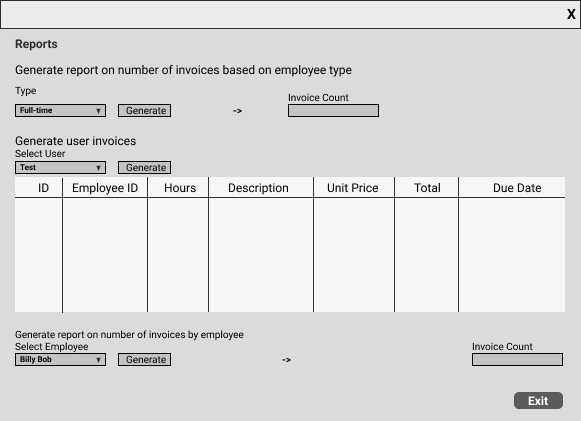 X
Reports
Generate report on number of invoices based on employee type
Type
Invoice Count
Full-time ▼ Generate ->
Generate user invoices
Select User
Test ▼ Generate
ID Employee ID Hours Description Unit Price Total Due Date
Generate report on number of invoices by employee
Select Employee Invoice Count
Billy Bob ▼ Generate ->
Exit